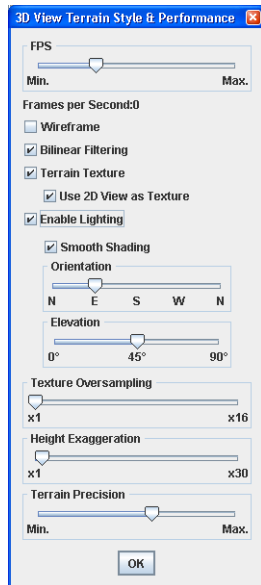 3D View Terrain Style & Performance
FPS
Min. Max.
Frames per Second:0
Wireframe
Bilinear Filtering
Terrain Texture
Use 2D View as Texture
Enable Lighting
Smooth Shading
Orientation
N E S W N
Elevation
0° 45° 90°
Texture Oversampling
x1 x16
Height Exaggeration
x1 x30
Terrain Precision
Min. Max.
OK